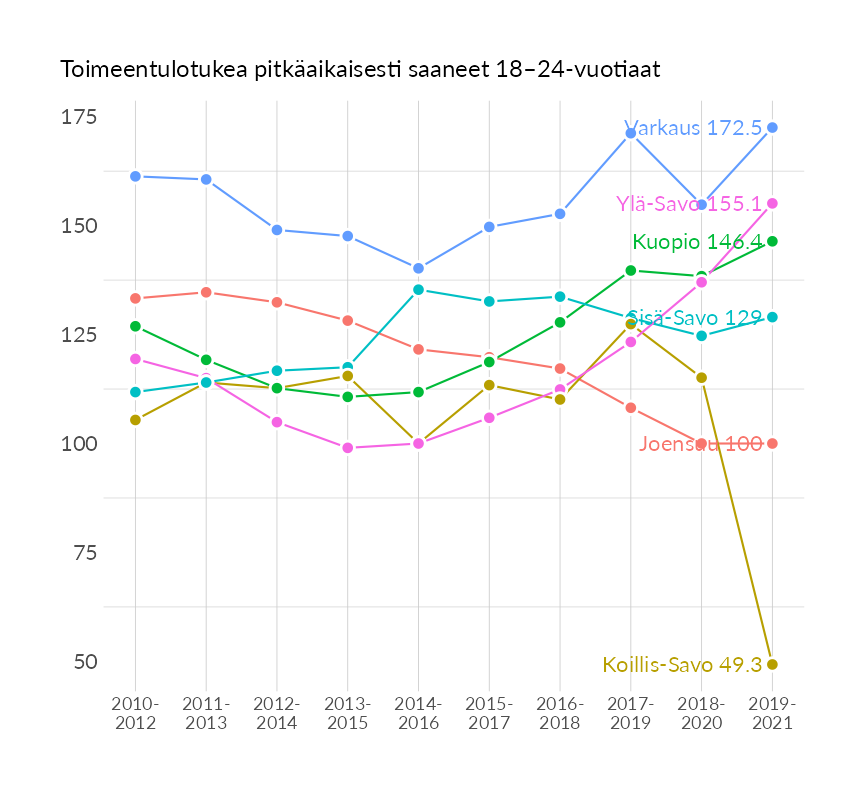 Toimeentulotukea pitkäaikaisesti saaneet 18–24-vuotiaat
175
Varkaus 172.5
Ylä-Savo 155.1
150
Kuopio 146.4
125
Sisä-Savo 129
100
Joensuu 100
75
50
Koillis-Savo 49.3
2010- 2011- 2012- 2013- 2014- 2015- 2016- 2017- 2018- 2019-
2012 2013 2014 2015 2016 2017 2018 2019 2020 2021